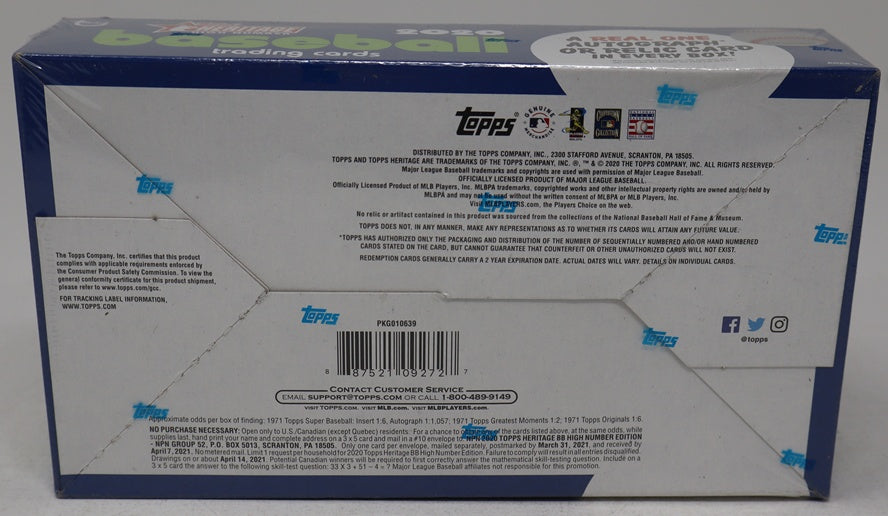 2020
baseball
trading cards
A REAL ONE
AUTOGRAPH*
OR RELIC CARD
IN EVERY BOX!
topps
topps
GENUINE
MERCHANDISE
COOPERSTOWN
COLLECTION
DISTRIBUTED BY THE TOPPS COMPANY, INC., 2300 STAFFORD AVENUE, SCRANTON, PA 18505.
TOPPS AND TOPPS HERITAGE ARE TRADEMARKS OF THE TOPPS COMPANY, INC. ®, ™ & © 2020 THE TOPPS COMPANY, INC. ALL RIGHTS RESERVED.
Major League Baseball trademarks and copyrights are used with permission of Major League Baseball.
OFFICIALLY LICENSED PRODUCT OF MAJOR LEAGUE BASEBALL.
Officially Licensed Product of MLB Players, Inc. MLBPA trademarks, copyrighted works and other intellectual property rights are owned and/or held by
MLBPA and may not be used without the written consent of MLBPA or MLB Players, Inc.
Visit MLBPLAYERS.com, the Players Choice on the web.
No relic or artifact contained in this product was sourced from the collections of the National Baseball Hall of Fame & Museum.
TOPPS DOES NOT, IN ANY MANNER, MAKE ANY REPRESENTATIONS AS TO WHETHER ITS CARDS WILL ATTAIN ANY FUTURE VALUE.
*TOPPS HAS AUTHORIZED ONLY THE PACKAGING AND DISTRIBUTION OF THE NUMBER OF SEQUENTIALLY NUMBERED AND/OR HAND NUMBERED
CARDS STATED ON THE CARD, BUT CANNOT GUARANTEE THAT COUNTERFEIT OR OTHER UNAUTHORIZED CARDS WILL NOT EXIST.
REDEMPTION CARDS GENERALLY CARRY A 2 YEAR EXPIRATION DATE. ACTUAL DATES WILL VARY. DETAILS ON INDIVIDUAL CARDS.
topps
topps
topps
The Topps Company, Inc. certifies that this product
complies with applicable requirements enforced by
the Consumer Product Safety Commission. To view the
general conformity certificate for this product shipment,
please refer to www.topps.com/gcc.
FOR TRACKING LABEL INFORMATION,
WWW.TOPPS.COM
topps
PKG010639
8 87521 09272 7
topps
@topps
CONTACT CUSTOMER SERVICE
EMAIL SUPPORT@TOPPS.COM OR CALL 1-800-489-9149
VISIT TOPPS.COM. VISIT MLB.com. VISIT MLBPLAYERS.COM
topps
topps
topps
Approximate odds per box of finding: 1971 Topps Super Baseball: Insert 1:6, Autograph 1:1,057; 1971 Topps Greatest Moments 1:2; 1971 Topps Originals 1:6.
NO PURCHASE NECESSARY: Open only to U.S./Canadian (except Quebec) residents. For a chance to obtain one of the cards listed above, at the same odds, while
supplies last, hand print your name and complete address on a 3 x 5 card and mail in a #10 envelope to: NPN 2020 TOPPS HERITAGE BB HIGH NUMBER EDITION
- NPN GROUP 52, P.O. BOX 5013, SCRANTON, PA 18505. Only one card per envelope, mailed separately, postmarked by March 31, 2021, and received by
April 7, 2021. No metered mail. Limit 1 request per household for 2020 Topps Heritage BB High Number Edition. Failure to comply will result in all entries disqualified.
Drawings on or about April 14, 2021. Potential Canadian winners will be required to first correctly answer the mathematical skill-testing question. Include on a
3 x 5 card the answer to the following skill-test question: 33 X 3 + 51 – 4 = ? Major League Baseball affiliates not responsible for this promotion.